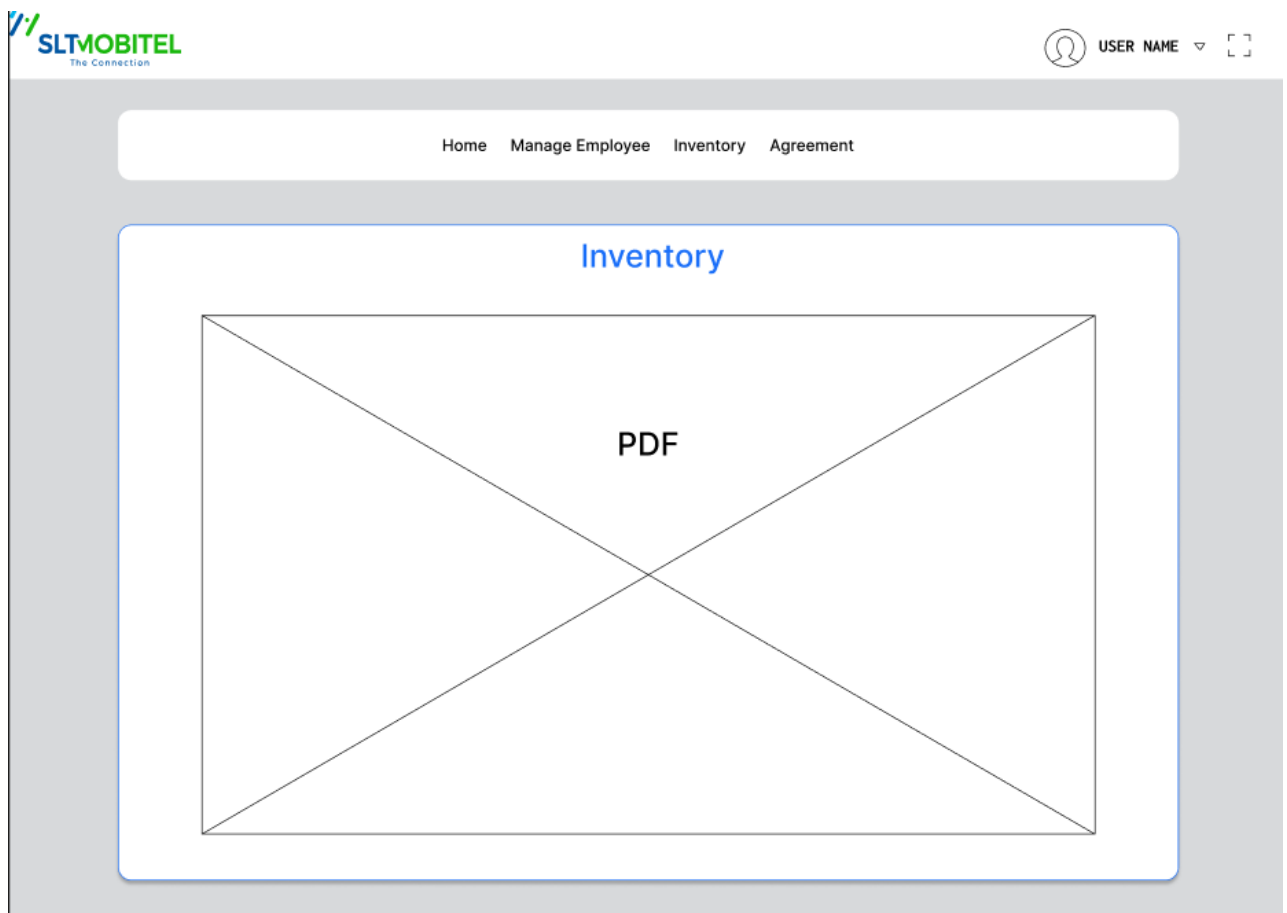 SLTMOBITEL
The Connection
USER NAME
Home Manage Employee Inventory Agreement
Inventory
PDF